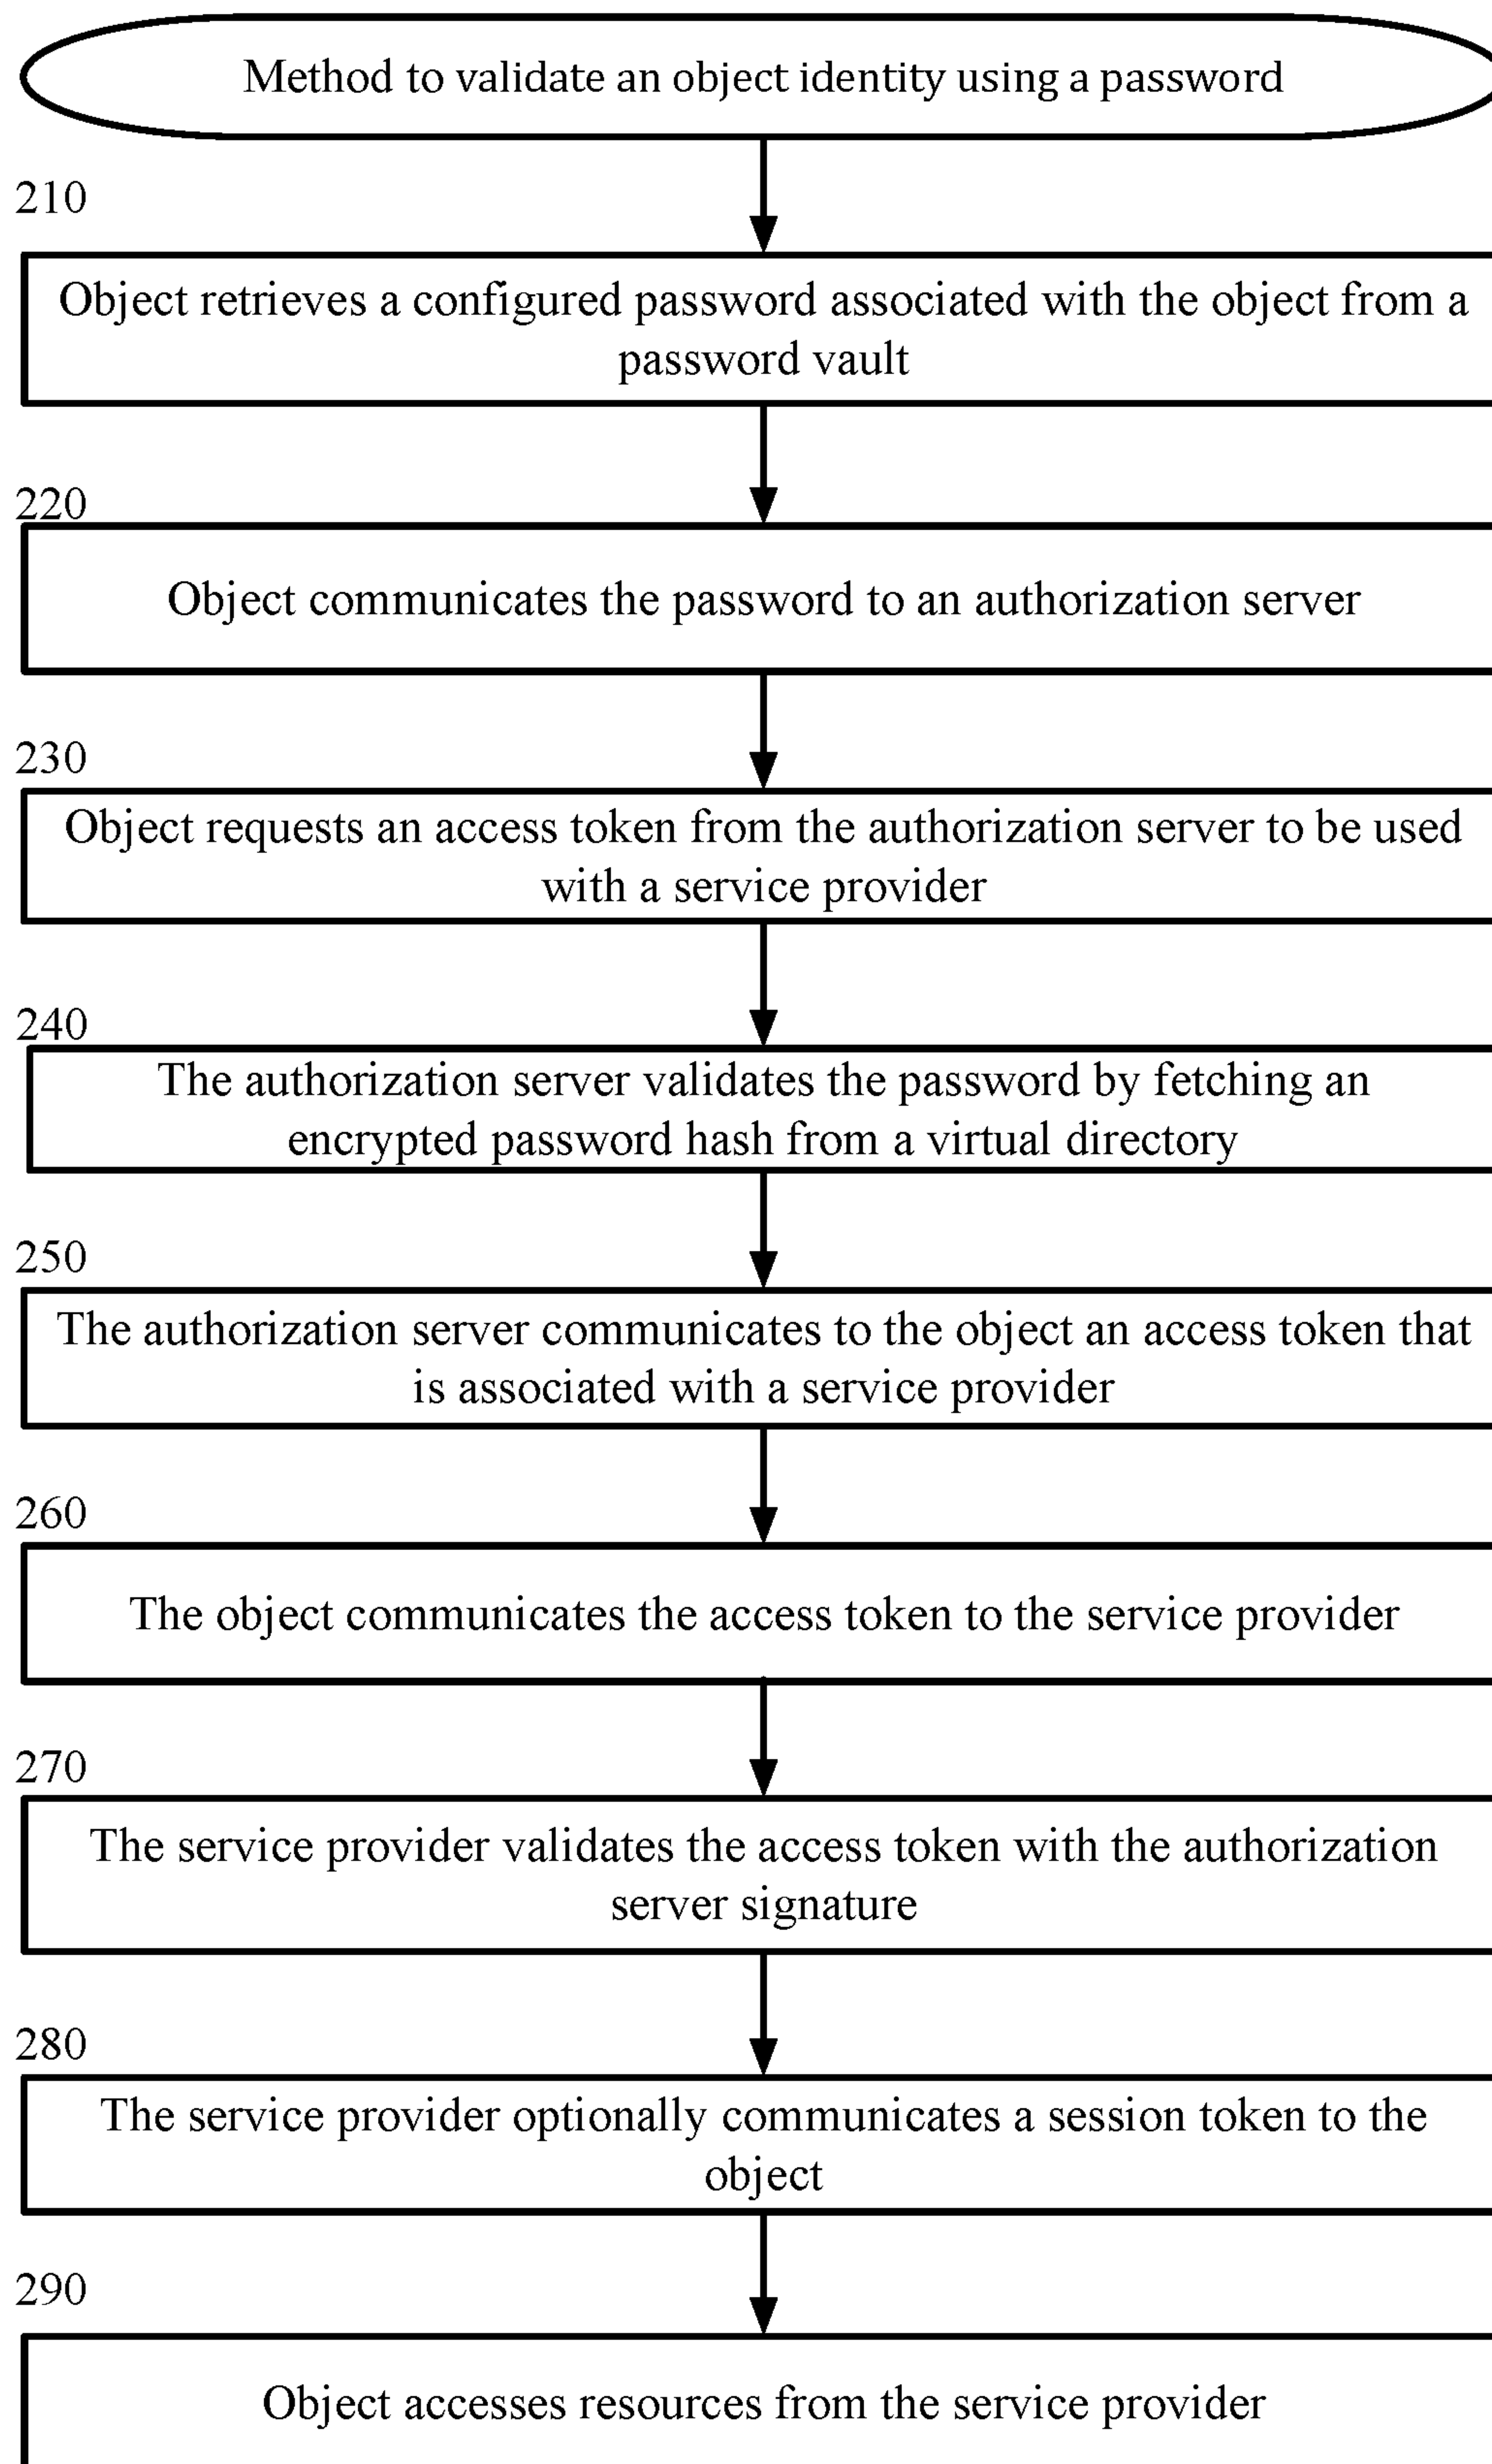 Method to validate an object identity using a password
210
Object retrieves a configured password associated with the object from a
password vault
220
Object communicates the password to an authorization server
230
Object requests an access token from the authorization server to be used
with a service provider
240
The authorization server validates the password by fetching an
encrypted password hash from a virtual directory
250
The authorization server communicates to the object an access token that
is associated with a service provider
260
The object communicates the access token to the service provider
270
The service provider validates the access token with the authorization
server signature
280
The service provider optionally communicates a session token to the
object
290
Object accesses resources from the service provider